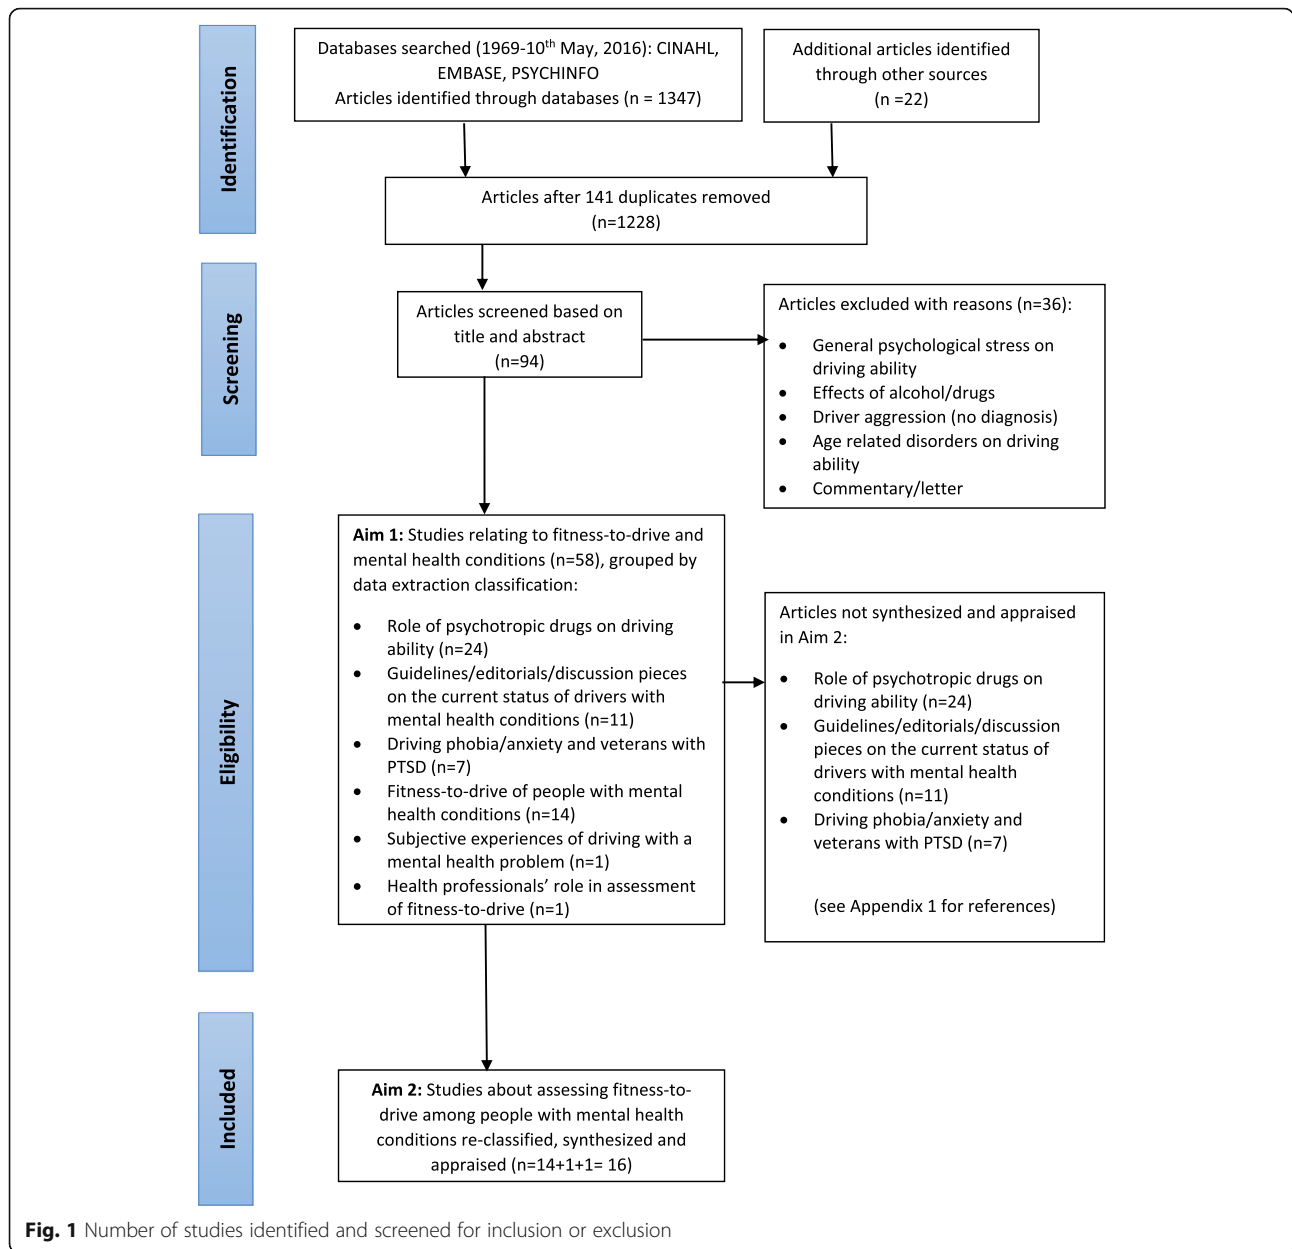 Identification
Databases searched (1969-10th May, 2016): CINAHL,
EMBASE, PSYCHINFO
Articles identified through databases (n = 1347)
Additional articles identified
through other sources
(n =22)
Articles after 141 duplicates removed
(n=1228)
Screening
Articles screened based on
title and abstract
(n=94)
Articles excluded with reasons (n=36):
• General psychological stress on
driving ability
• Effects of alcohol/drugs
• Driver aggression (no diagnosis)
• Age related disorders on driving
ability
• Commentary/letter
Eligibility
Aim 1: Studies relating to fitness-to-drive and
mental health conditions (n=58), grouped by
data extraction classification:
• Role of psychotropic drugs on driving
ability (n=24)
• Guidelines/editorials/discussion pieces
on the current status of drivers with
mental health conditions (n=11)
• Driving phobia/anxiety and veterans with
PTSD (n=7)
• Fitness-to-drive of people with mental
health conditions (n=14)
• Subjective experiences of driving with a
mental health problem (n=1)
• Health professionals’ role in assessment
of fitness-to-drive (n=1)
Articles not synthesized and appraised
in Aim 2:
• Role of psychotropic drugs on
driving ability (n=24)
• Guidelines/editorials/discussion
pieces on the current status of
drivers with mental health
conditions (n=11)
• Driving phobia/anxiety and
veterans with PTSD (n=7)
(see Appendix 1 for references)
Included
Aim 2: Studies about assessing fitness-to-
drive among people with mental health
conditions re-classified, synthesized and
appraised (n=14+1+1= 16)
Fig. 1 Number of studies identified and screened for inclusion or exclusion